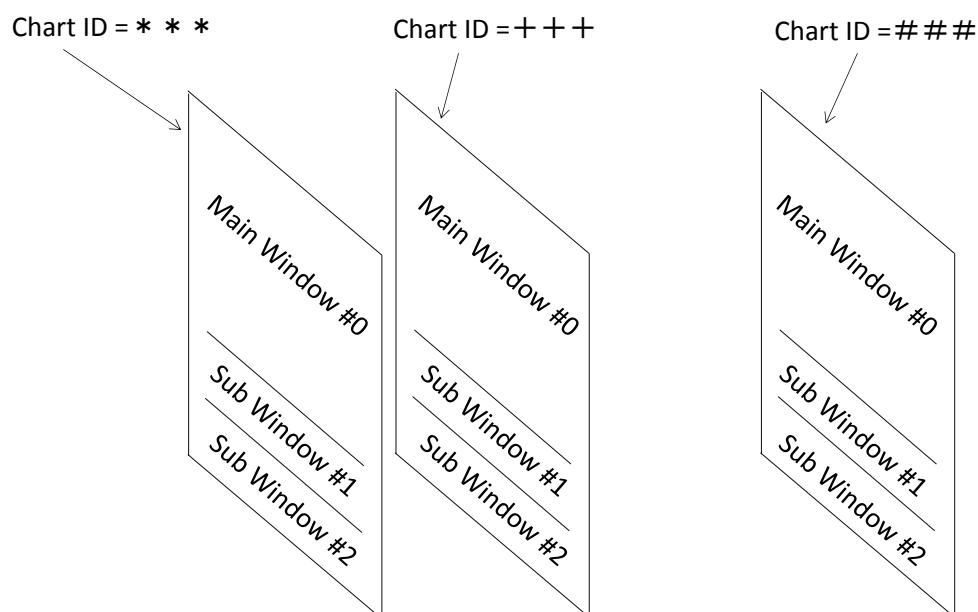 Chart ID = * * *
Chart ID =+++
Chart ID =###
Main Window #0
Sub Window #1
Sub Window #2
Main Window #0
Sub Window #1
Sub Window #2
Main Window #0
Sub Window #1
Sub Window #2